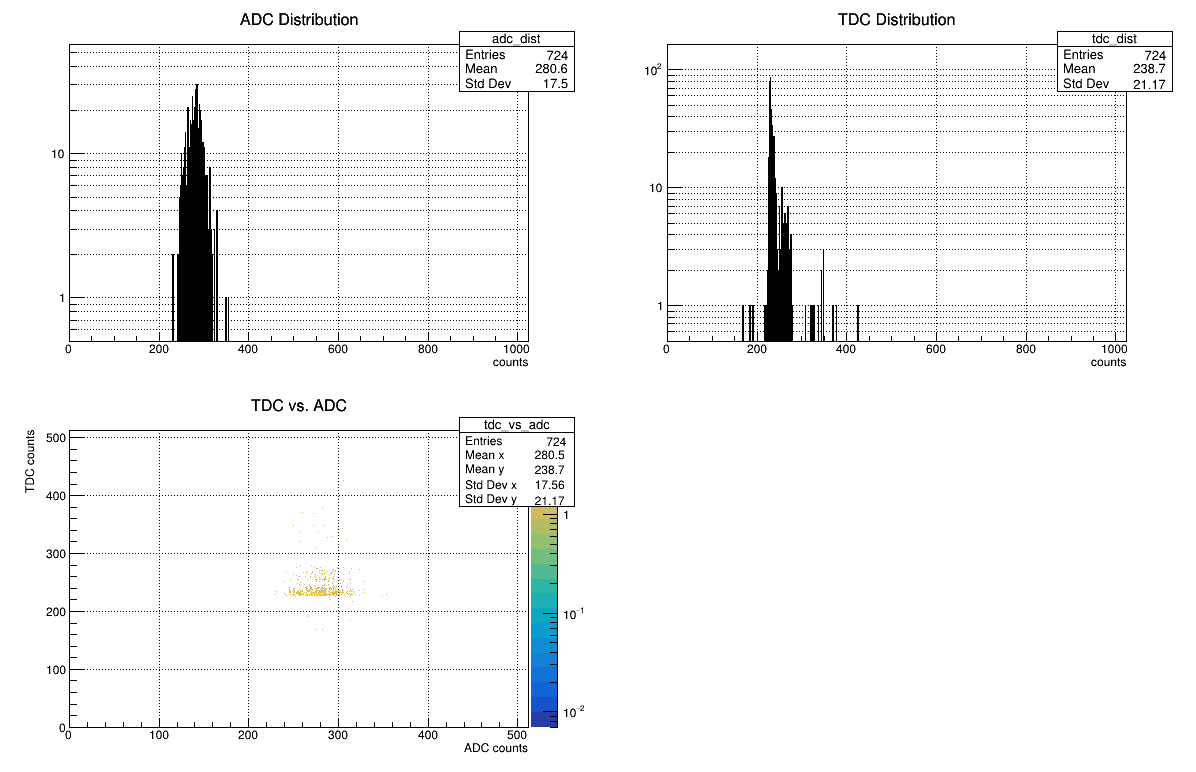 ADC Distribution
adc_dist
Entries 724
Mean 280.6
Std Dev 17.5
10
1
0 200 400 600 800 1000
counts
TDC Distribution
tdc_dist
Entries 724
Mean 238.7
Std Dev 21.17
10²
10
1
0 200 400 600 800 1000
counts
TDC vs. ADC
tdc_vs_adc
Entries 724
Mean x 280.5
Mean y 238.7
Std Dev x 17.56
Std Dev y 21.17
TDC counts
500
400
300
200
100
0
0 100 200 300 400 500
ADC counts
1
10⁻¹
10⁻²